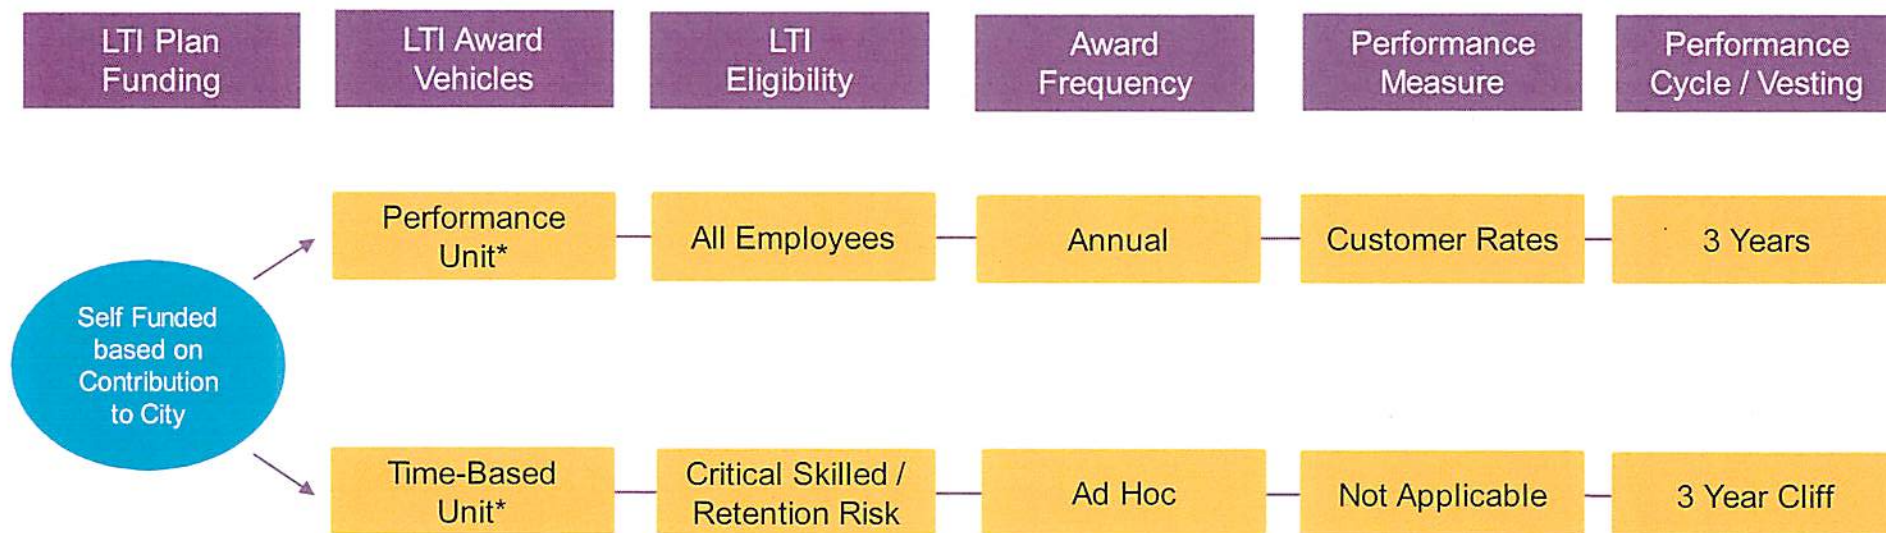 LTI Plan
Funding
LTI Award
Vehicles
LTI
Eligibility
Award
Frequency
Performance
Measure
Performance
Cycle / Vesting
Self Funded
based on
Contribution
to City
Performance
Unit*
All Employees
Annual
Customer Rates
3 Years
Time-Based
Unit*
Critical Skilled /
Retention Risk
Ad Hoc
Not Applicable
3 Year Cliff